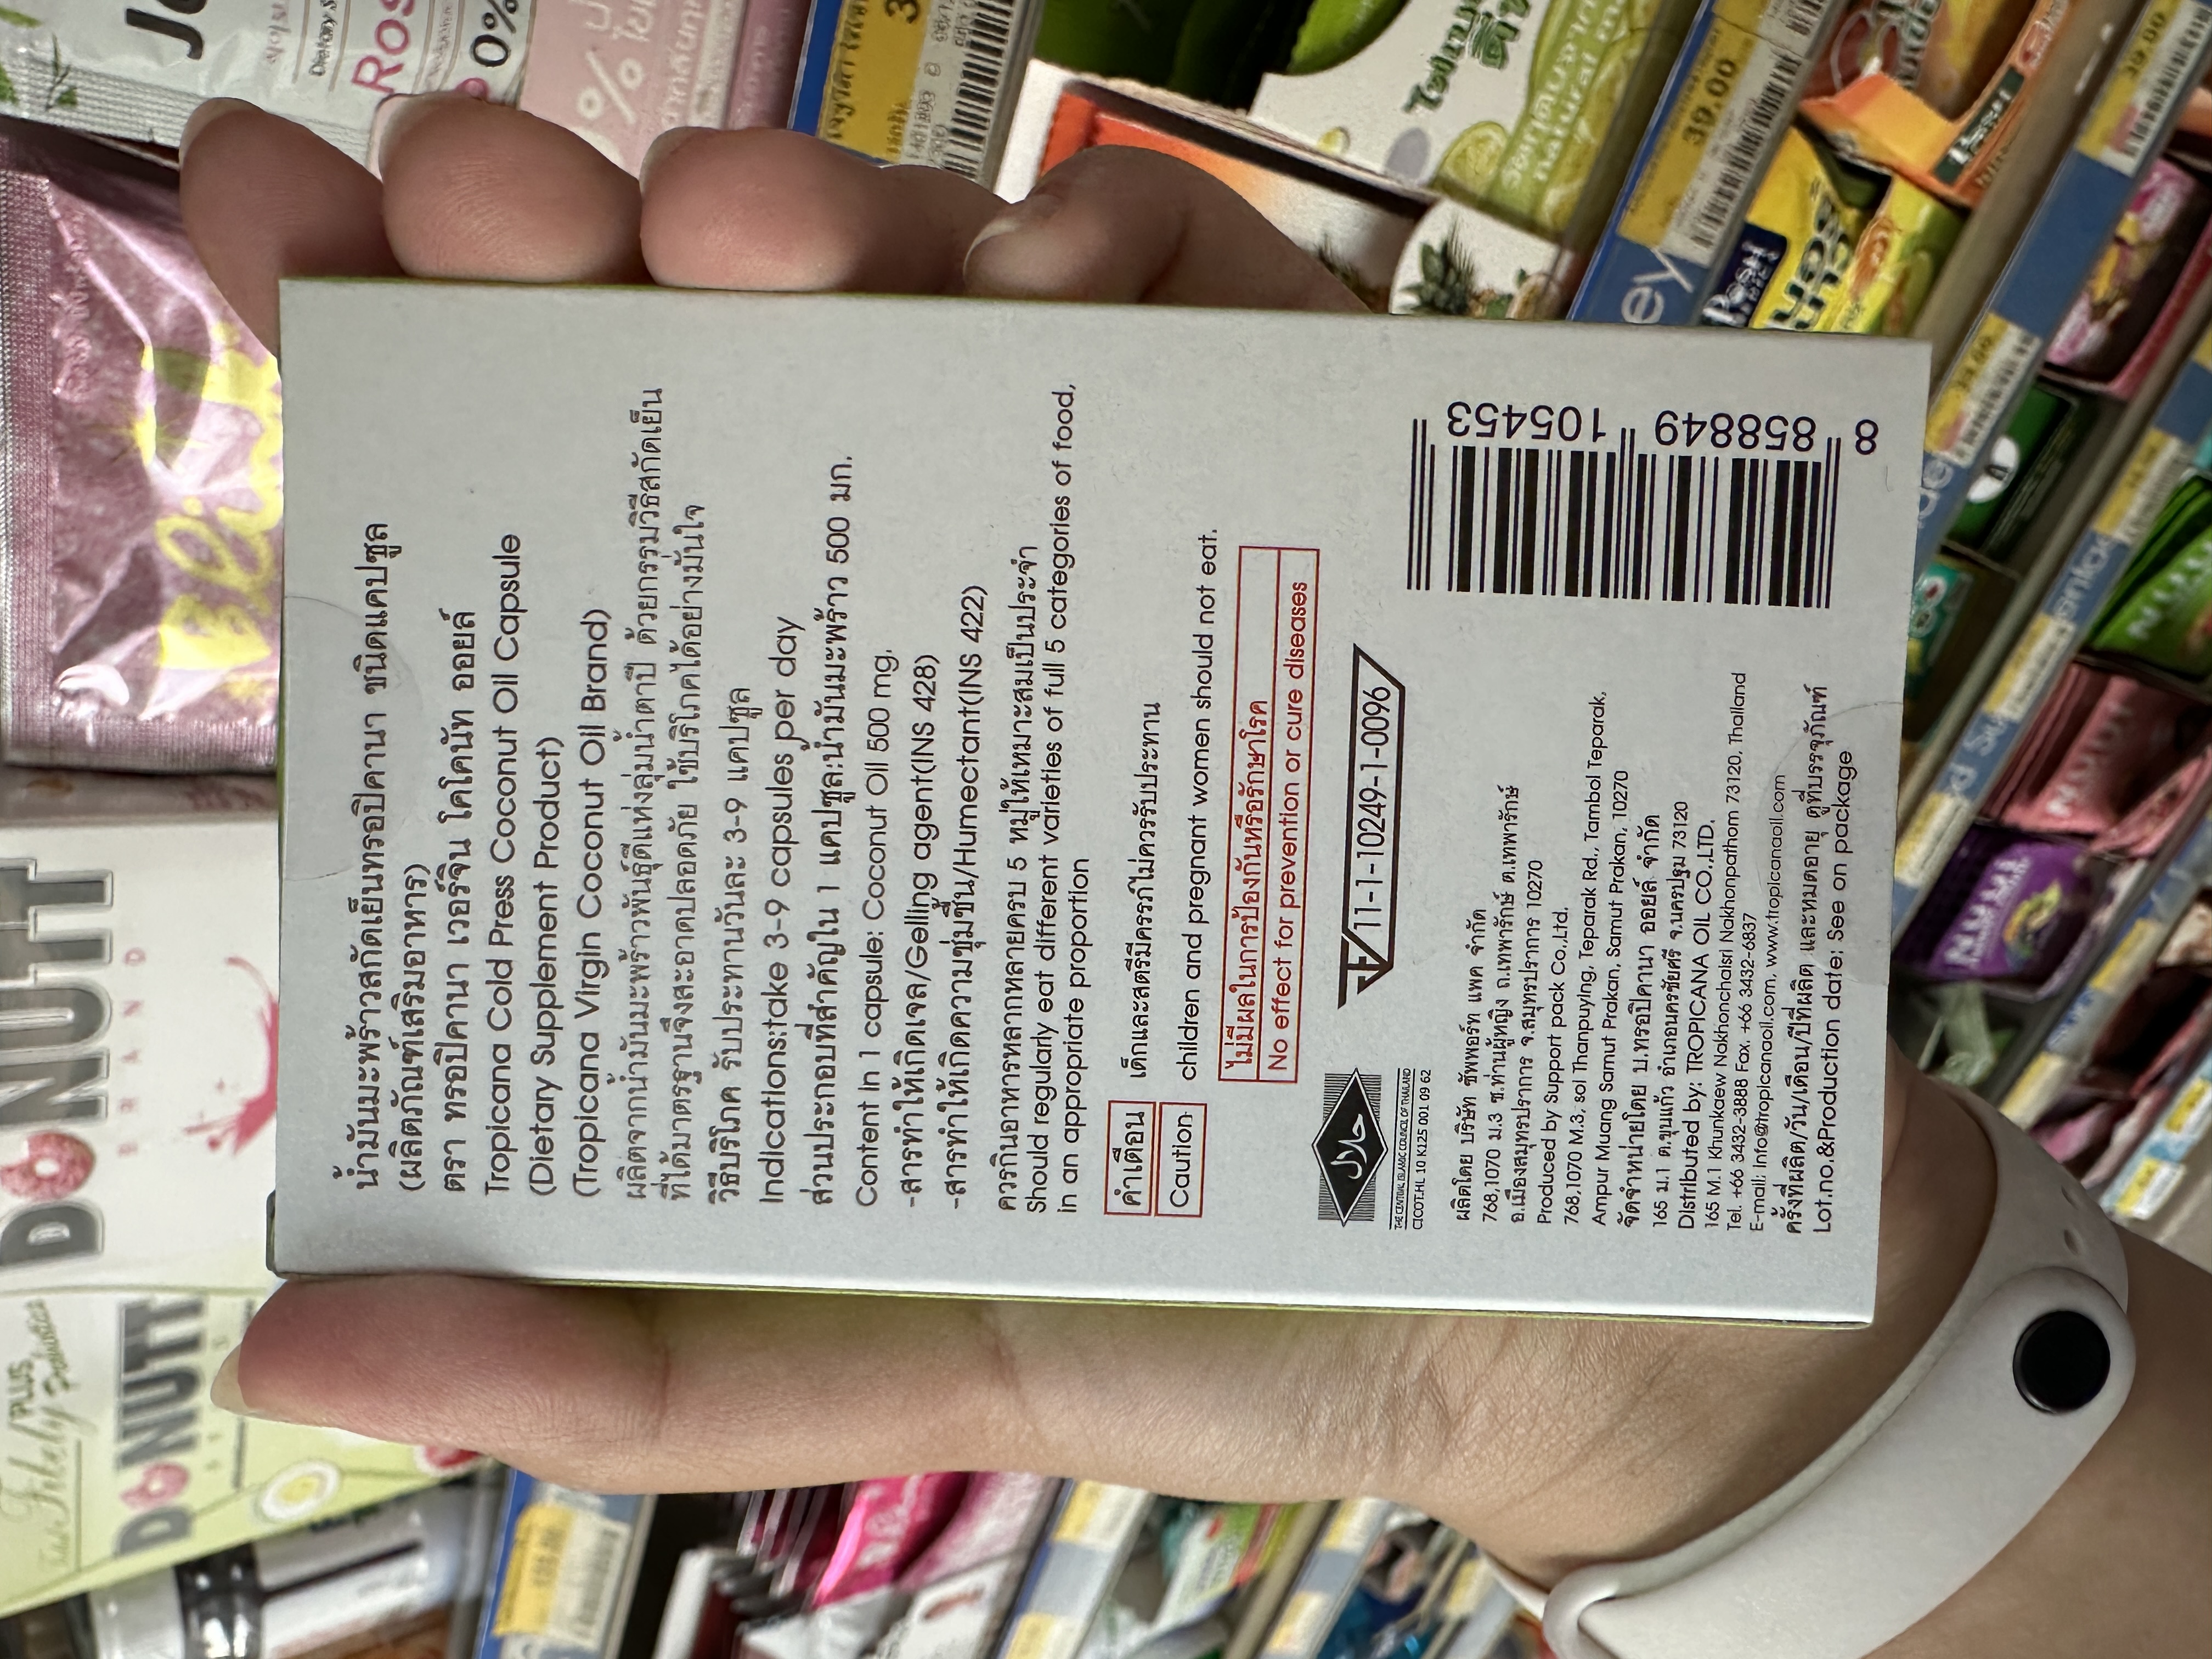 PLUS
Fibely
Probiotics
DONUTT
DONUTT
BRAND
Blink
Dietary S
Ros
0%
น้ำมันมะพร้าวสกัดเย็นทรอปิคานา ชนิดแคปซูล
(ผลิตภัณฑ์เสริมอาหาร)
ตรา ทรอปิคานา เวอร์จิน โคโคนัท ออยล์
Tropicana Cold Press Coconut Oil Capsule
(Dietary Supplement Product)
(Tropicana Virgin Coconut Oil Brand)
ผลิตจากน้ำมันมะพร้าวพันธุ์ดีแห่งลุ่มน้ำตาปี ด้วยกรรมวิธีสกัดเย็น
ที่ได้มาตรฐานจึงสะอาดปลอดภัย ใช้บริโภคได้อย่างมั่นใจ
วิธีบริโภค รับประทานวันละ 3-9 แคปซูล
Indications:take 3-9 capsules per day
ส่วนประกอบที่สำคัญใน 1 แคปซูล:น้ำมันมะพร้าว 500 มก.
Content in 1 capsule: Coconut Oil 500 mg.
-สารทำให้เกิดเจล/Gelling agent(INS 428)
-สารทำให้เกิดความชุ่มชื้น/Humectant(INS 422)
ควรกินอาหารหลากหลายครบ 5 หมู่ให้เหมาะสมเป็นประจำ
Should regularly eat different varieties of full 5 categories of food,
in an appropriate proportion
คำเตือน เด็กและสตรีมีครรภ์ไม่ควรรับประทาน
Caution children and pregnant women should not eat.
ไม่มีผลในการป้องกันหรือรักษาโรค
No effect for prevention or cure diseases
حلال
THE CENTRAL ISLAMIC COUNCIL OF THAILAND
CICOT.HL 10 K125 001 09 62
11-1-10249-1-0096
ผลิตโดย บริษัท ซัพพอร์ท แพค จำกัด
768,1070 ม.3 ซ.ท่านผู้หญิง ถ.เทพารักษ์ ต.เทพารักษ์
อ.เมืองสมุทรปราการ จ.สมุทรปราการ 10270
Produced by Support pack Co.,Ltd.
768,1070 M.3, soi Thanpuying, Teparak Rd., Tambol Teparak,
Ampur Muang Samut Prakan, Samut Prakan, 10270
จัดจำหน่ายโดย บ.ทรอปิคานา ออยล์ จำกัด
165 ม.1 ต.ขุนแก้ว อำเภอนครชัยศรี จ.นครปฐม 73120
Distributed by: TROPICANA OIL CO.,LTD.
165 M.1 Khunkaew Nakhonchaisri Nakhonpathom 73120, Thailand
Tel. +66 3432-3888 Fax. +66 3432-6837
E-mail: info@tropicanaoil.com, www.tropicanaoil.com
ครั้งที่ผลิต/วัน/เดือน/ปีที่ผลิต และหมดอายุ ดูที่บรรจุภัณฑ์
Lot.no.&Production date: See on package
8 858849 105453
natural
39.00
Posh
39.00